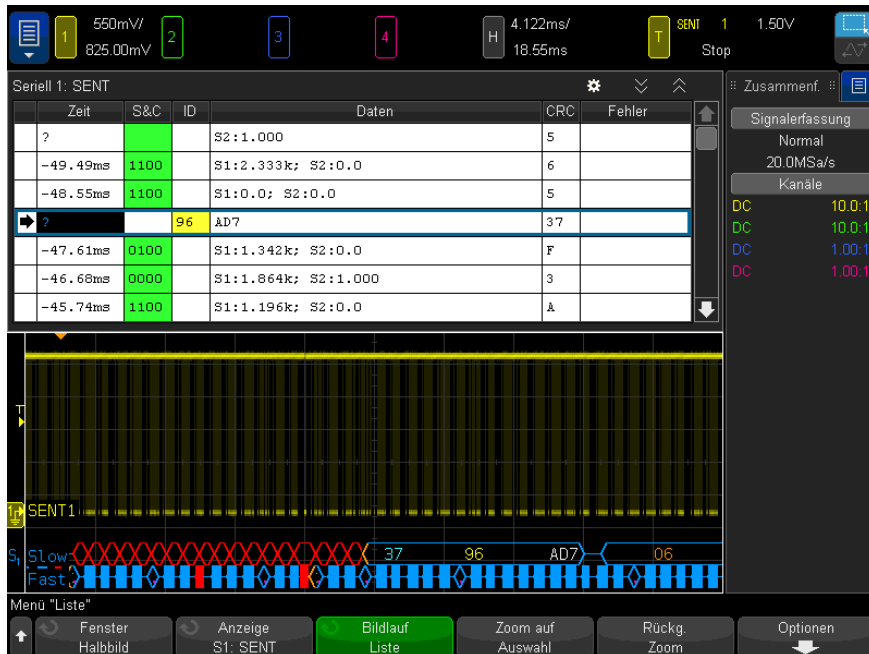 1 550mV/ 825.00mV 2 3 4 H 4.122ms/ 18.55ms T SENT 1 1.50V Stop
Seriell 1: SENT
Zeit S&C ID Daten CRC Fehler
? S2:1.000 5
-49.49ms 1100 S1:2.333k; S2:0.0 6
-48.55ms 1100 S1:0.0; S2:0.0 5
? 96 AD7 37
-47.61ms 0100 S1:1.342k; S2:0.0 F
-46.68ms 0000 S1:1.864k; S2:1.000 3
-45.74ms 1100 S1:1.196k; S2:0.0 A
Zusammenf.
Signalerfassung
Normal
20.0MSa/s
Kanäle
DC 10.0:1
DC 10.0:1
DC 1.00:1
DC 1.00:1
T
1 SENT1
S1 Slow 37 96 AD7 06
Fast
Menü "Liste"
Fenster Halbbild
Anzeige S1: SENT
Bildlauf Liste
Zoom auf Auswahl
Rückg. Zoom
Optionen